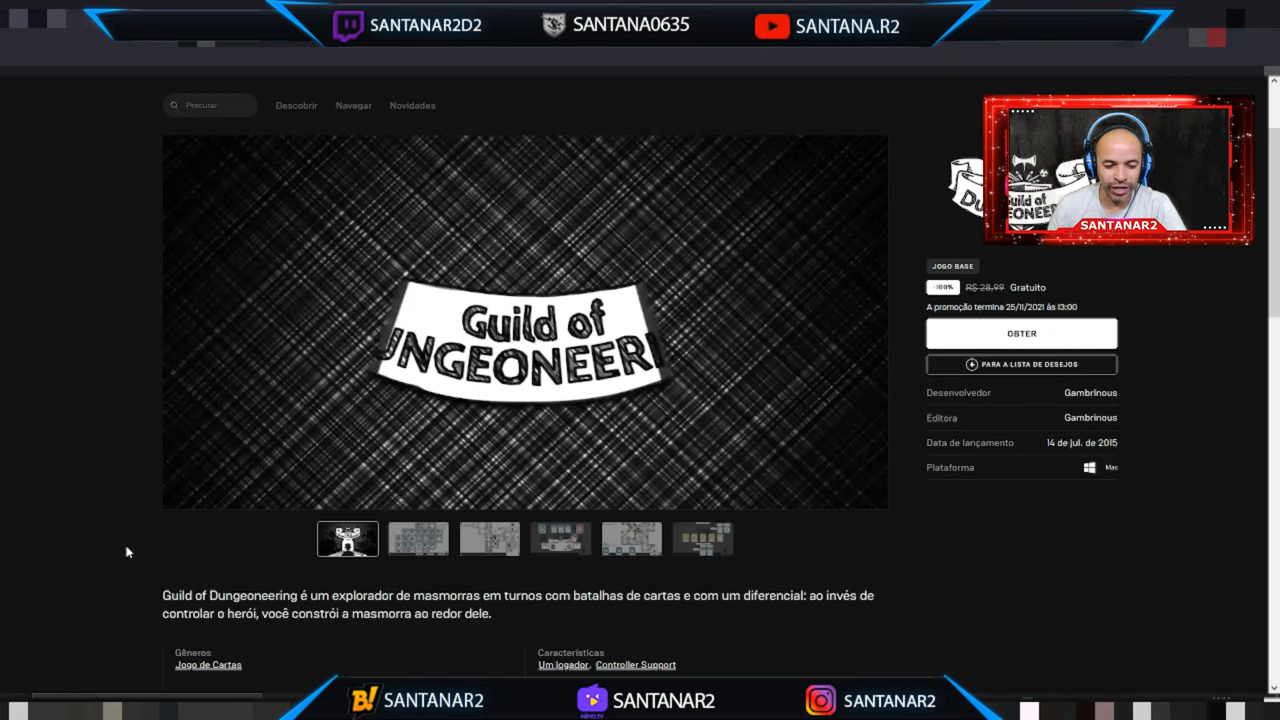 SANTANAR2D2
SANTANA0635
SANTANA.R2
Procurar...
Descobrir
Navegar
Novidades
Guild of
UNGEONEERI
SANTANAR2
JOGO BASE
-100%
R$ 28,99
Gratuito
A promoção termina 25/11/2021 às 13:00
OBTER
PARA A LISTA DE DESEJOS
Desenvolvedor
Gambrinous
Editora
Gambrinous
Data de lançamento
14 de jul. de 2015
Plataforma
Mac
Guild of Dungeoneering é um explorador de masmorras em turnos com batalhas de cartas e com um diferencial: ao invés de
controlar o herói, você constrói a masmorra ao redor dele.
Gêneros
Jogo de Cartas
Características
Um jogador, Controller Support
B!
SANTANAR2
NIMO TV
SANTANAR2
SANTANAR2